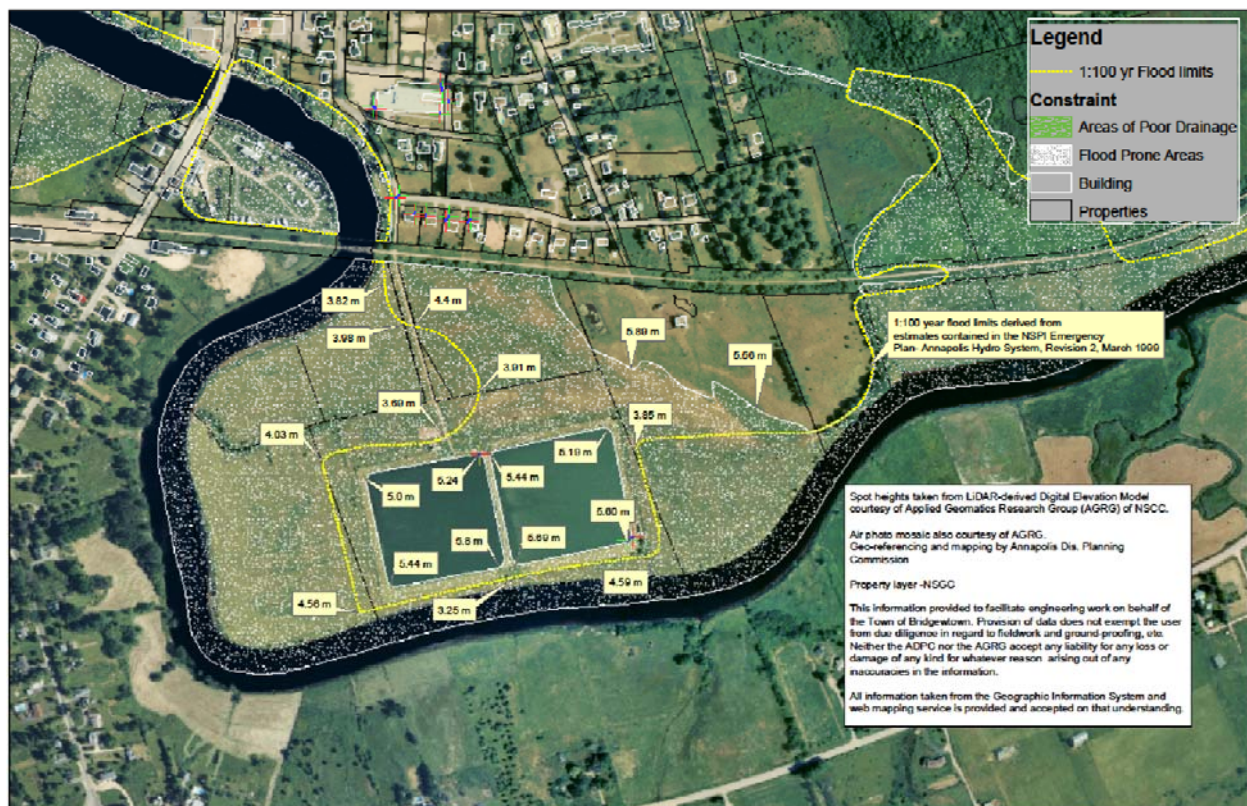 Legend
1:100 yr Flood limits
Constraint
Areas of Poor Drainage
Flood Prone Areas
Building
Properties
3.82 m
4.4 m
3.98 m
5.89 m
5.56 m
1:100 year flood limits derived from
estimates contained in the NSPI Emergency
Plan- Annapolis Hydro System, Revision 2, March 1999
3.91 m
3.69 m
4.03 m
3.85 m
5.19 m
5.24
5.44 m
5.0 m
5.60 m
5.6 m
5.69 m
5.44 m
4.59 m
4.56 m
3.25 m
Spot heights taken from LiDAR-derived Digital Elevation Model
courtesy of Applied Geomatics Research Group (AGRG) of NSCC.
Air photo mosaic also courtesy of AGRG.
Geo-referencing and mapping by Annapolis Dis. Planning
Commission
Property layer -NSGC
This information provided to facilitate engineering work on behalf of
the Town of Bridgewtown. Provision of data does not exempt the user
from due diligence in regard to fieldwork and ground-proofing, etc.
Neither the ADPC nor the AGRG accept any liability for any loss or
damage of any kind for whatever reason arising out of any
inaccuracies in the information.
All information taken from the Geographic Information System and
web mapping service is provided and accepted on that understanding.